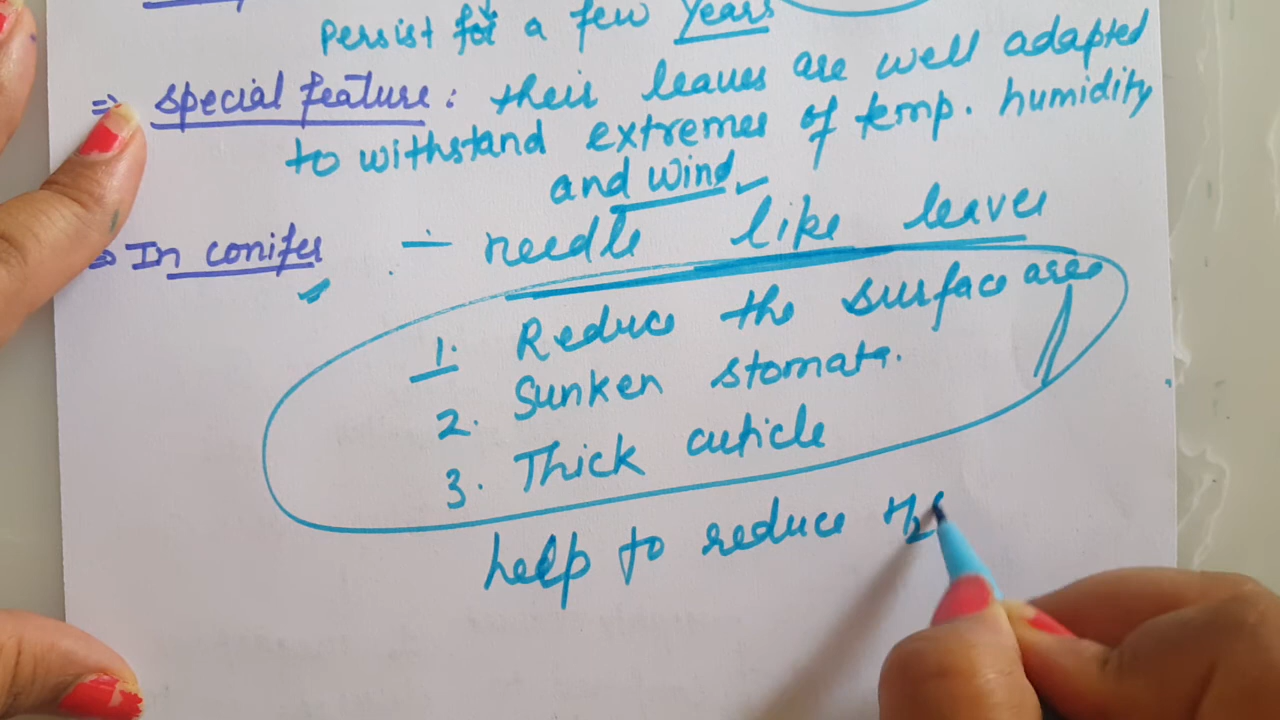 Persist for a few years
⇒ special feature: their leaves are well adapted
to withstand extremes of temp. humidity
and wind
⇒ In conifer – needle like leaves
1. Reduce the surface area
2. Sunken stomata.
3. Thick cuticle
help to reduce H₂